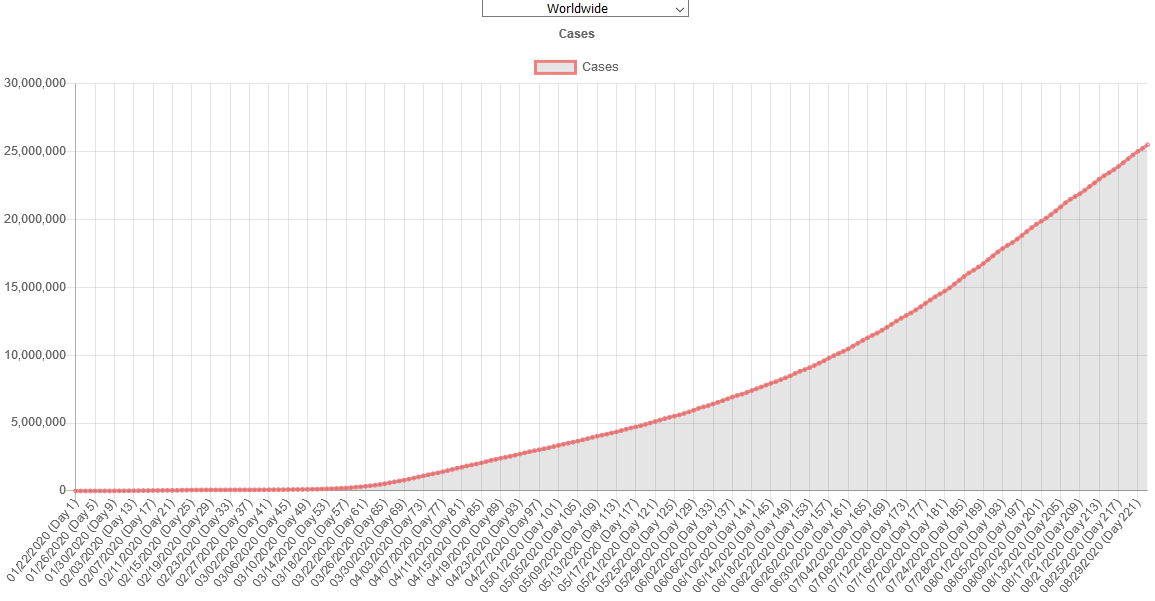 Worldwide
Cases
Cases
30,000,000
25,000,000
20,000,000
15,000,000
10,000,000
5,000,000
0
01/22/2020 (Day 1)
01/26/2020 (Day 5)
01/30/2020 (Day 9)
02/03/2020 (Day 13)
02/07/2020 (Day 17)
02/11/2020 (Day 21)
02/15/2020 (Day 25)
02/19/2020 (Day 29)
02/23/2020 (Day 33)
02/27/2020 (Day 37)
03/02/2020 (Day 41)
03/06/2020 (Day 45)
03/10/2020 (Day 49)
03/14/2020 (Day 53)
03/18/2020 (Day 57)
03/22/2020 (Day 61)
03/26/2020 (Day 65)
03/30/2020 (Day 69)
04/03/2020 (Day 73)
04/07/2020 (Day 77)
04/11/2020 (Day 81)
04/15/2020 (Day 85)
04/19/2020 (Day 89)
04/23/2020 (Day 93)
04/27/2020 (Day 97)
05/01/2020 (Day 101)
05/05/2020 (Day 105)
05/09/2020 (Day 109)
05/13/2020 (Day 113)
05/17/2020 (Day 117)
05/21/2020 (Day 121)
05/25/2020 (Day 125)
05/29/2020 (Day 129)
06/02/2020 (Day 133)
06/06/2020 (Day 137)
06/10/2020 (Day 141)
06/14/2020 (Day 145)
06/18/2020 (Day 149)
06/22/2020 (Day 153)
06/26/2020 (Day 157)
06/30/2020 (Day 161)
07/04/2020 (Day 165)
07/08/2020 (Day 169)
07/12/2020 (Day 173)
07/16/2020 (Day 177)
07/20/2020 (Day 181)
07/24/2020 (Day 185)
07/28/2020 (Day 189)
08/01/2020 (Day 193)
08/05/2020 (Day 197)
08/09/2020 (Day 201)
08/13/2020 (Day 205)
08/17/2020 (Day 209)
08/21/2020 (Day 213)
08/25/2020 (Day 217)
08/29/2020 (Day 221)